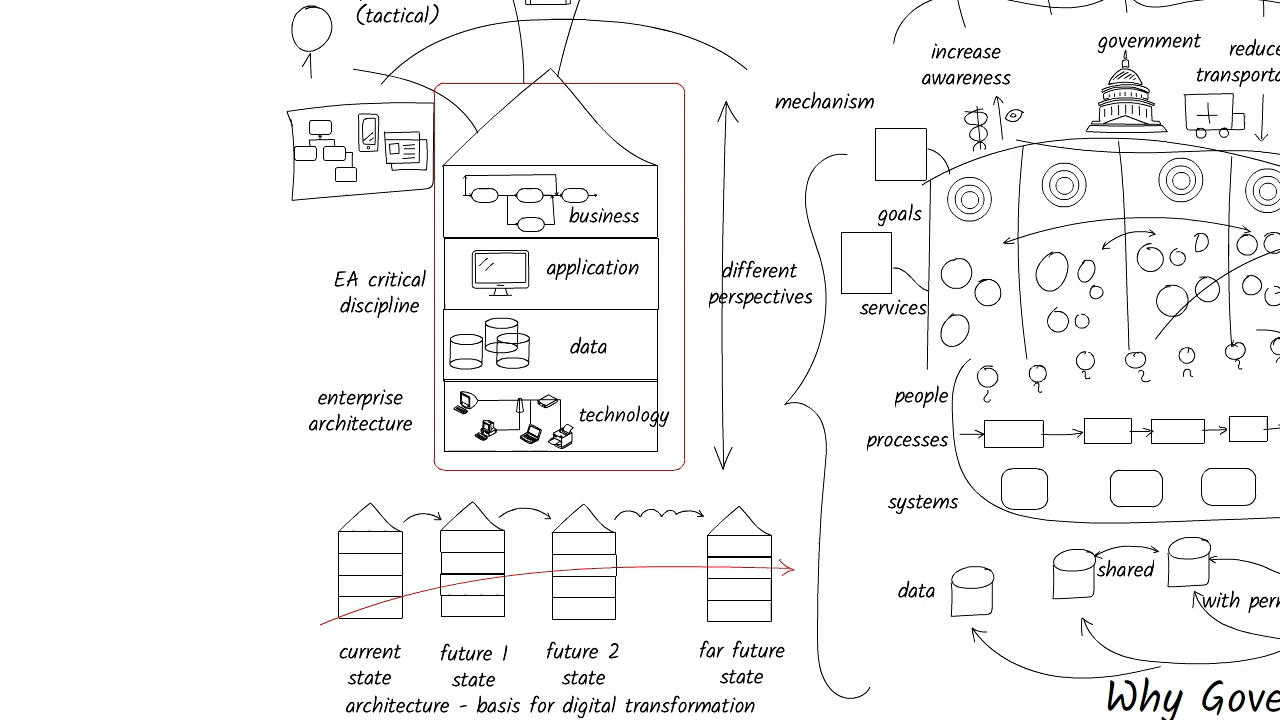 (tactical)
business
application
data
technology
EA critical
discipline
enterprise
architecture
different
perspectives
current
state
future 1
state
future 2
state
far future
state
architecture - basis for digital transformation
increase
awareness
government
reduce
mechanism
goals
services
people
processes
systems
data
shared
with
Why